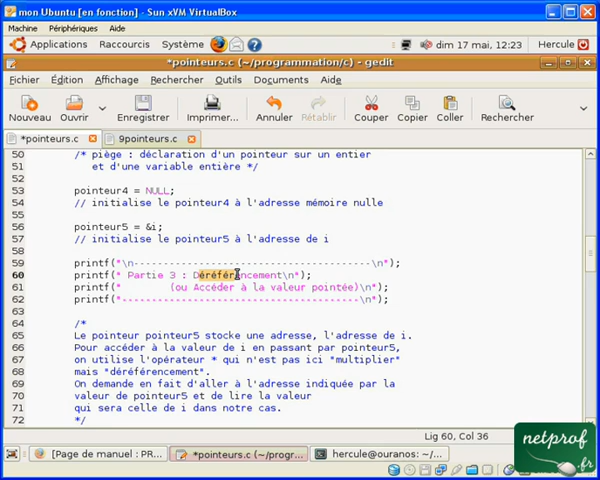 mon Ubuntu [en fonction] - Sun xVM VirtualBox
Machine Périphériques Aide
Applications Raccourcis Système dim 17 mai, 12:23 Hercule
*pointeurs.c (~/programmation/c) - gedit
Fichier Édition Affichage Rechercher Outils Documents Aide
Nouveau Ouvrir Enregistrer Imprimer... Annuler Rétablir Couper Copier Coller Rechercher
*pointeurs.c 9pointeurs.c
50 /* piège : déclaration d'un pointeur sur un entier
51 et d'une variable entière */
52
53 pointeur4 = NULL;
54 // initialise le pointeur4 à l'adresse mémoire nulle
55
56 pointeur5 = &i;
57 // initialise le pointeur5 à l'adresse de i
58
59 printf("\n----------------------------------------\n");
60 printf(" Partie 3 : Déréférencement\n");
61 printf(" (ou Accéder à la valeur pointée)\n");
62 printf("----------------------------------------\n");
63
64 /*
65 Le pointeur pointeur5 stocke une adresse, l'adresse de i.
66 Pour accéder à la valeur de i en passant par pointeur5,
67 on utilise l'opérateur * qui n'est pas ici "multiplier"
68 mais "déréférencement".
69 On demande en fait d'aller à l'adresse indiquée par la
70 valeur de pointeur5 et de lire la valeur
71 qui sera celle de i dans notre cas.
72 */
Lig 60, Col 36
[Page de manuel : PR... *pointeurs.c (~/progra... hercule@ouranos: ~/...
netprof
.fr